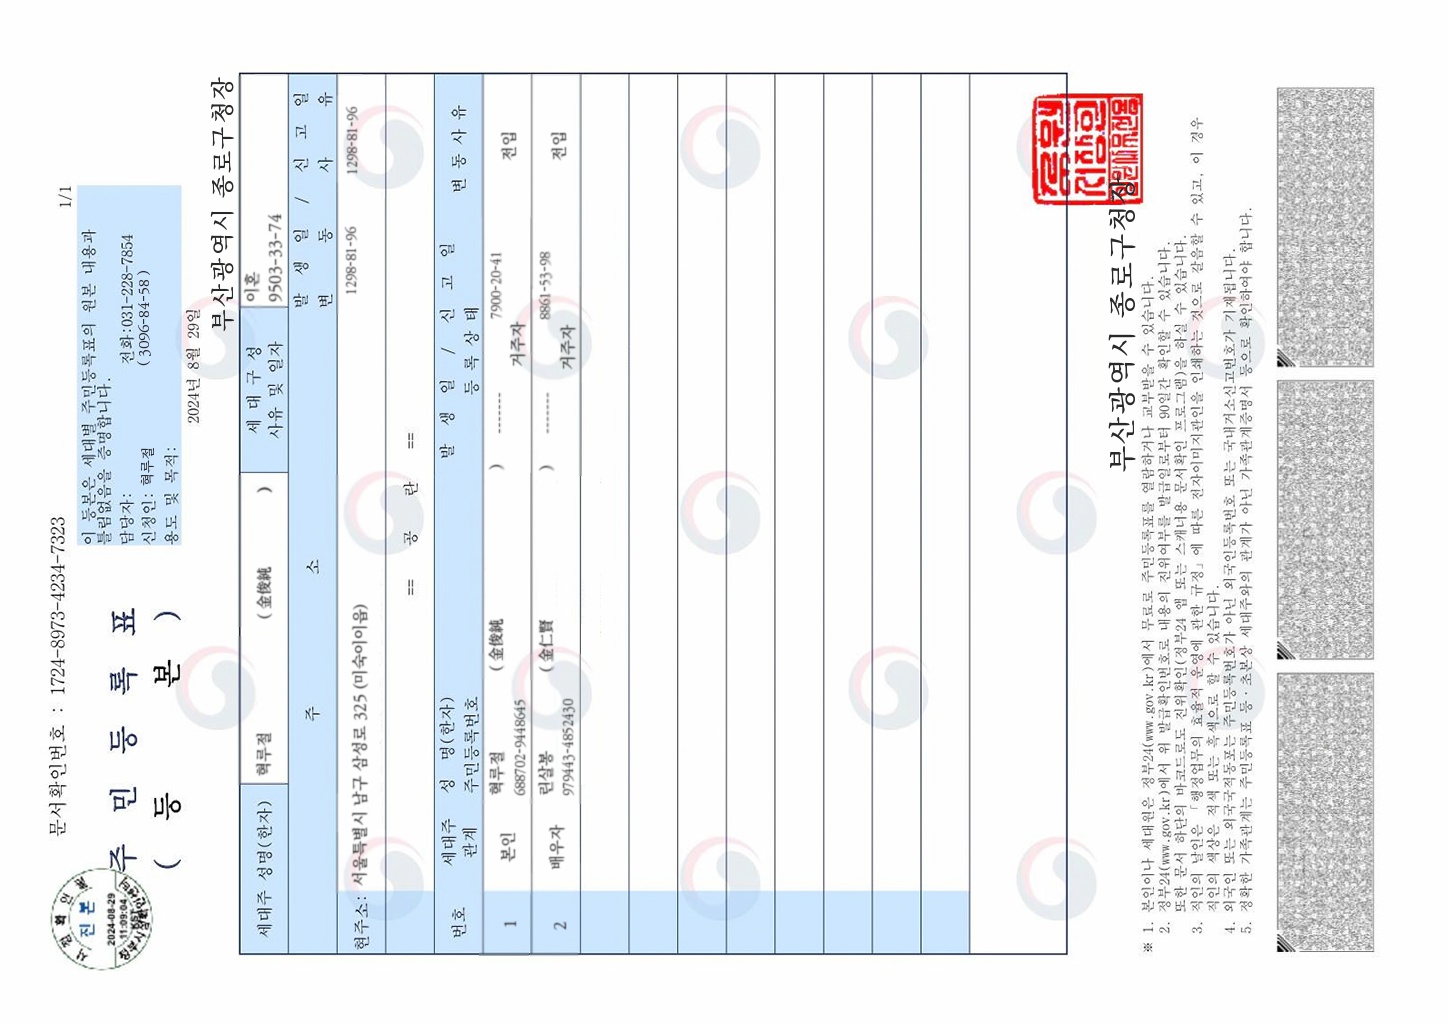 문서확인번호 : 1724-8973-4234-7323
1/1
주 민 등 록 표
( 등 본 )
이 등본은 세대별 주민등록표의 원본 내용과
틀림없음을 증명합니다.
담당자: 전화:031-228-7854
신청인: 혁루절 (3096-84-58)
용도 및 목적:
2024년 8월 29일
부산광역시 종로구청장
진본
2024-08-29
11:09:04
세대주 성명(한자) 혁루절 (金俊純 ) 세 대 구 성 사유 및 일자 이혼 9503-33-74
주 소 발 생 일 / 신 고 일
변 동 사 유
현주소: 서울특별시 남구 삼성로 325 (미숙이이읍) 1298-81-96 1298-81-96
== 공 란 ==
번호 세대주 관계 성 명(한자) 주민등록번호 발 생 일 / 신 고 일 등 록 상 태 변 동 사 유
1 본인 혁루절 (金俊純 ) ------- 7900-20-41 전입
688702-9448645 거주자
2 배우자 린살봉 (金仁賢 ) ------- 8861-53-98 전입
979443-4852430 거주자
부산광역시 종로구청장
※ 1. 본인이나 세대원은 정부24(www.gov.kr)에서 무료로 주민등록표를 열람하거나 교부받을 수 있습니다.
2. 정부24(www.gov.kr)에서 위 발급확인번호로 내용의 진위여부를 발급일로부터 90일간 확인할 수 있습니다.
또한 문서 하단의 바코드로도 진위확인(정부24 앱 또는 스캐너용 문서확인 프로그램)을 하실 수 있습니다.
3. 직인의 날인은 「행정업무의 효율적 운영에 관한 규정」에 따른 전자이미지관인을 인쇄하는 것으로 갈음할 수 있고, 이 경우
직인의 색상은 적색 또는 흑색으로 할 수 있습니다.
4. 외국인 또는 외국국적동포는 주민등록번호가 아닌 외국인등록번호 또는 국내거소신고번호가 기재됩니다.
5. 정확한 가족관계는 주민등록표 등·초본상 세대주와의 관계가 아닌 가족관계증명서 등으로 확인하여야 합니다.